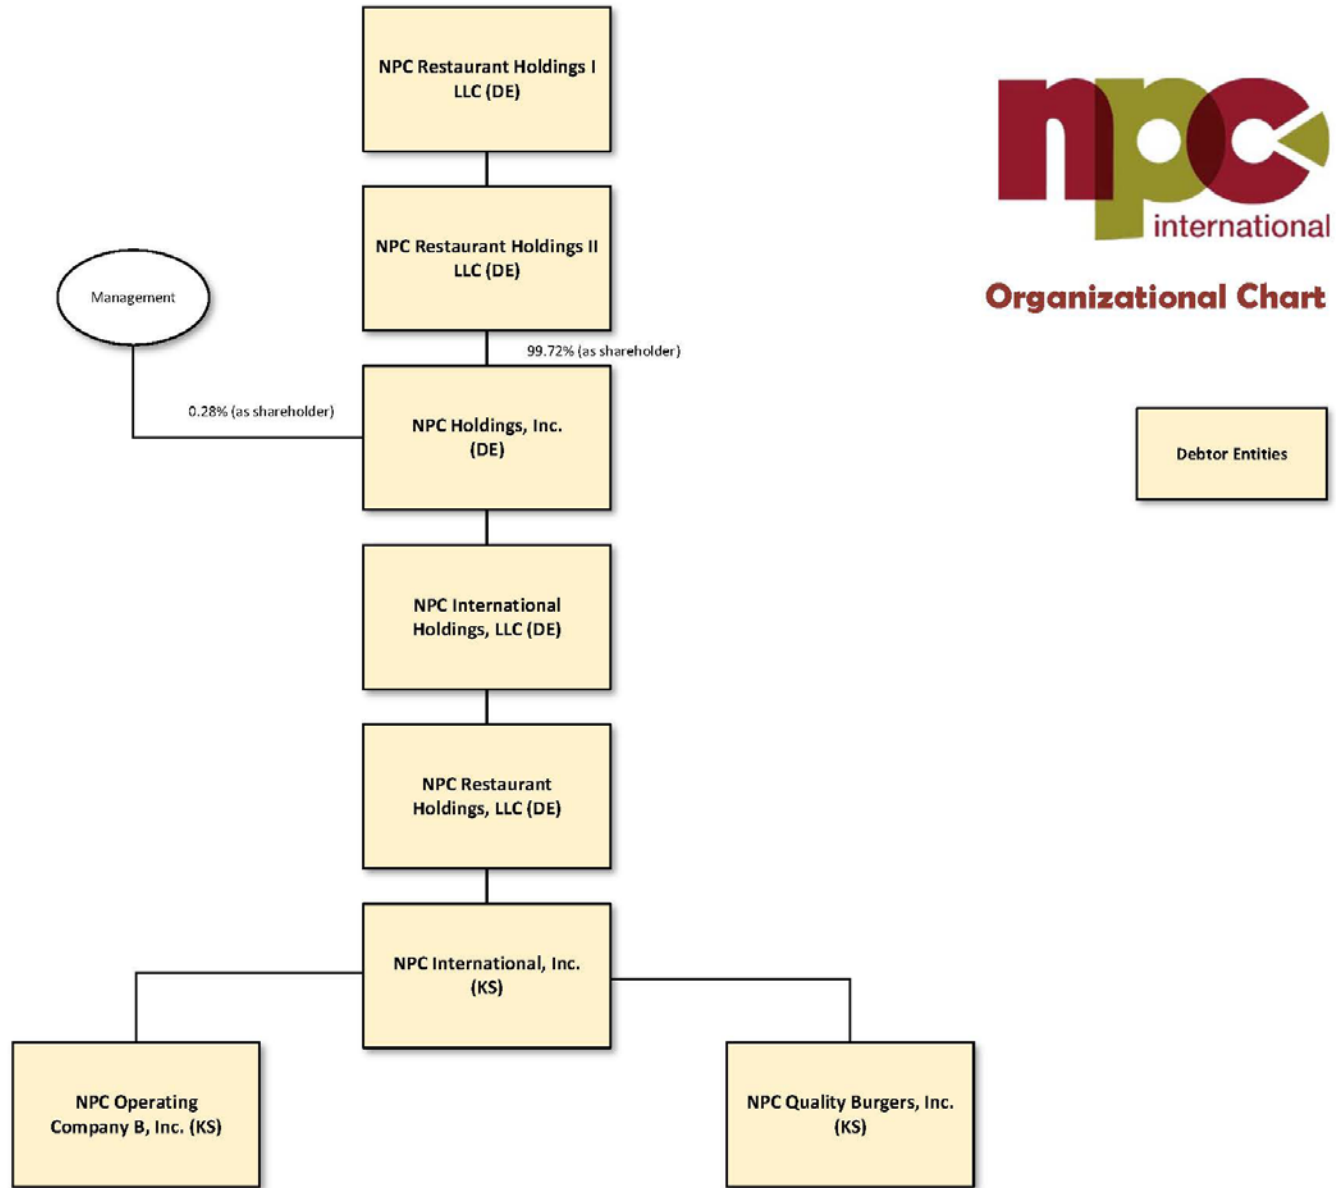 NPC Restaurant Holdings I
LLC (DE)
npc
international
NPC Restaurant Holdings II
LLC (DE)
Management
Organizational Chart
99.72% (as shareholder)
0.28% (as shareholder)
NPC Holdings, Inc.
(DE)
Debtor Entities
NPC International
Holdings, LLC (DE)
NPC Restaurant
Holdings, LLC (DE)
NPC International, Inc.
(KS)
NPC Operating
Company B, Inc. (KS)
NPC Quality Burgers, Inc.
(KS)